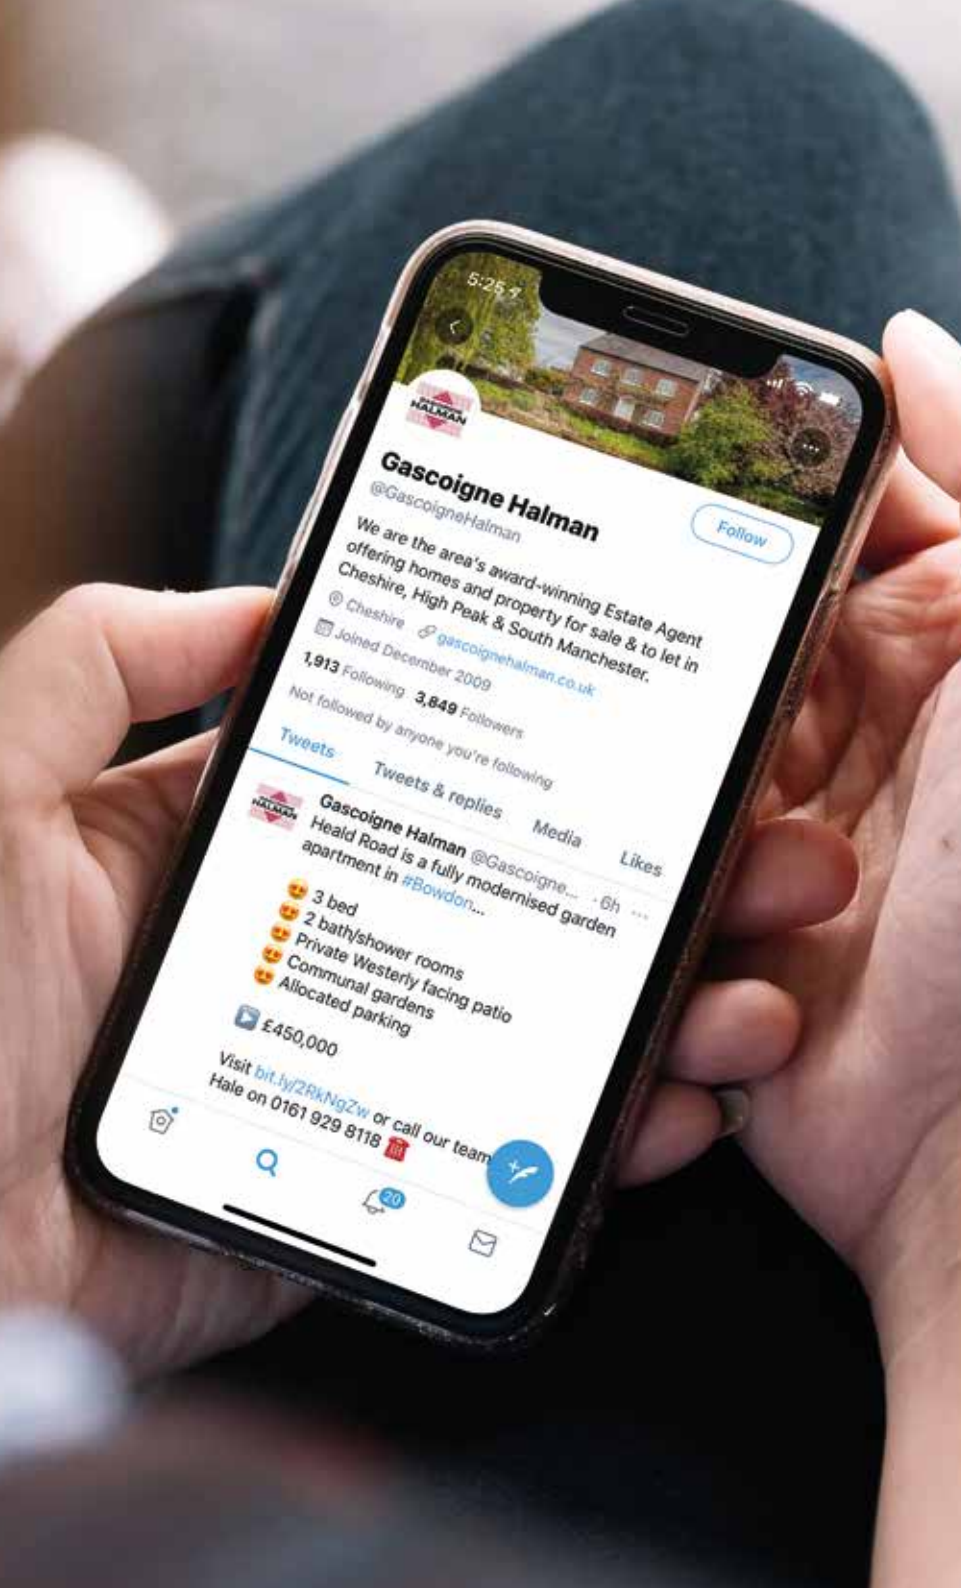 5:25
GASCOIGNE
HALMAN
Gascoigne Halman
@GascoigneHalman
Follow
We are the area's award-winning Estate Agent
offering homes and property for sale & to let in
Cheshire, High Peak & South Manchester.
Cheshire gascoignehalman.co.uk
Joined December 2009
1,913 Following 3,849 Followers
Not followed by anyone you're following
Tweets Tweets & replies Media Likes
HALMAN
Gascoigne Halman @Gascoigne... · 6h ...
Heald Road is a fully modernised garden
apartment in #Bowdon...
😍 3 bed
😍 2 bath/shower rooms
😍 Private Westerly facing patio
😍 Communal gardens
😍 Allocated parking
▶️ £450,000
Visit bit.ly/2RkNgZw or call our team
Hale on 0161 929 8118 ☎️
20